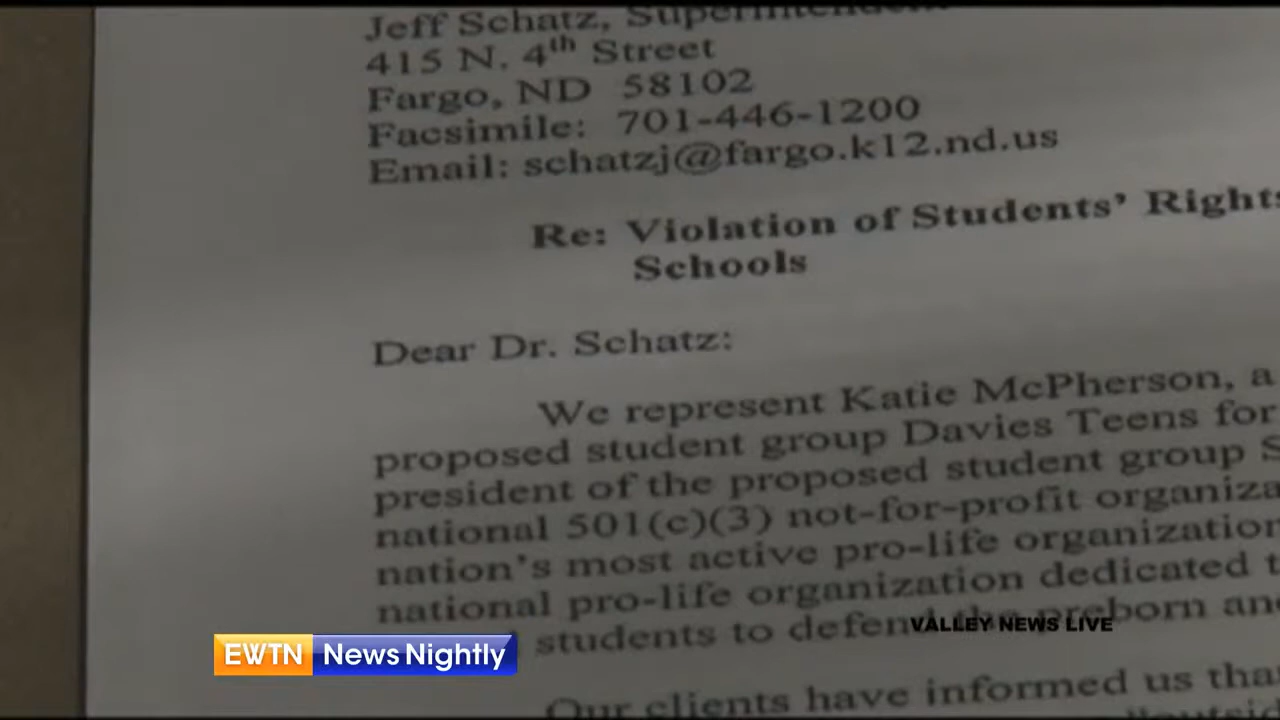 Jeff Schatz, Superintendent
415 N. 4th Street
Fargo, ND 58102
Facsimile: 701-446-1200
Email: schatzj@fargo.k12.nd.us
Re: Violation of Students' Rights
Schools
Dear Dr. Schatz:
We represent Katie McPherson, a
proposed student group Davies Teens for
president of the proposed student group S
national 501(c)(3) not-for-profit organiza
nation's most active pro-life organization
national pro-life organization dedicated t
students to defend the preborn and
VALLEY NEWS LIVE
EWTN News Nightly
Our clients have informed us tha